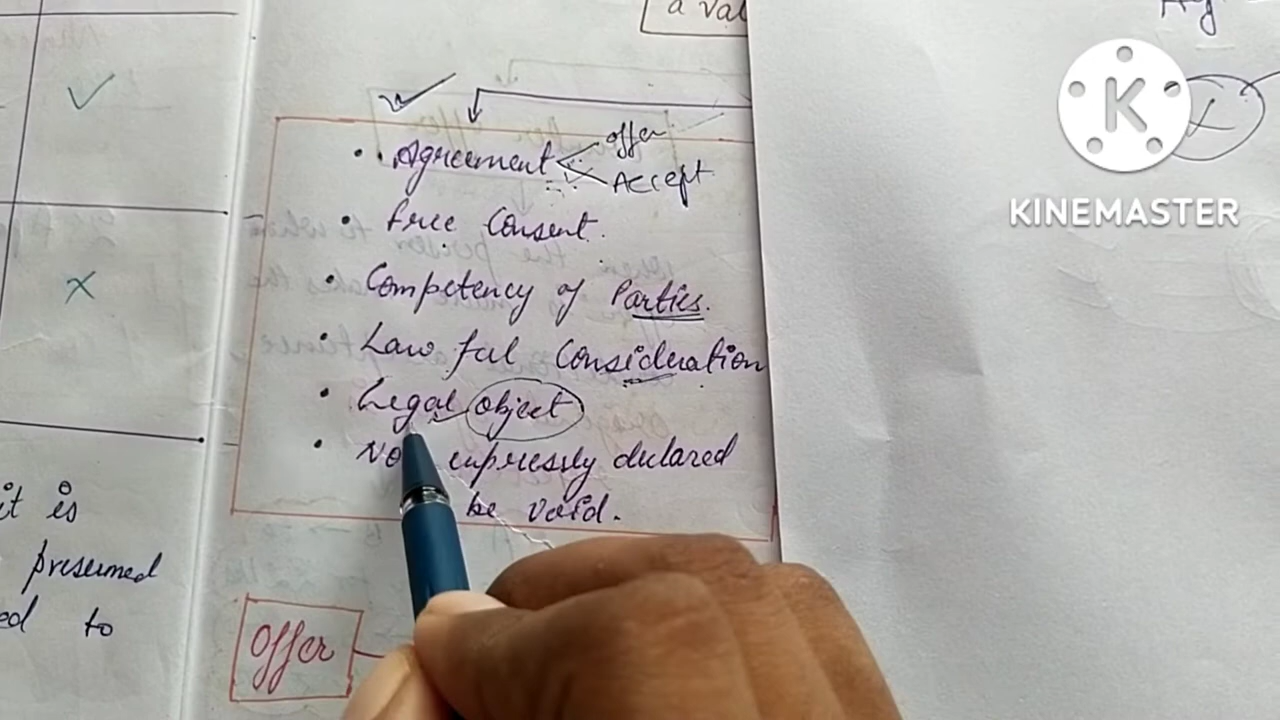 a val
offer
Agreement
Accept
• free Consent.
• Competency of Parties.
• Lawful Consideration
• Legal object
expressly declared
be void.
it is
presumed
to
offer
KINEMASTER